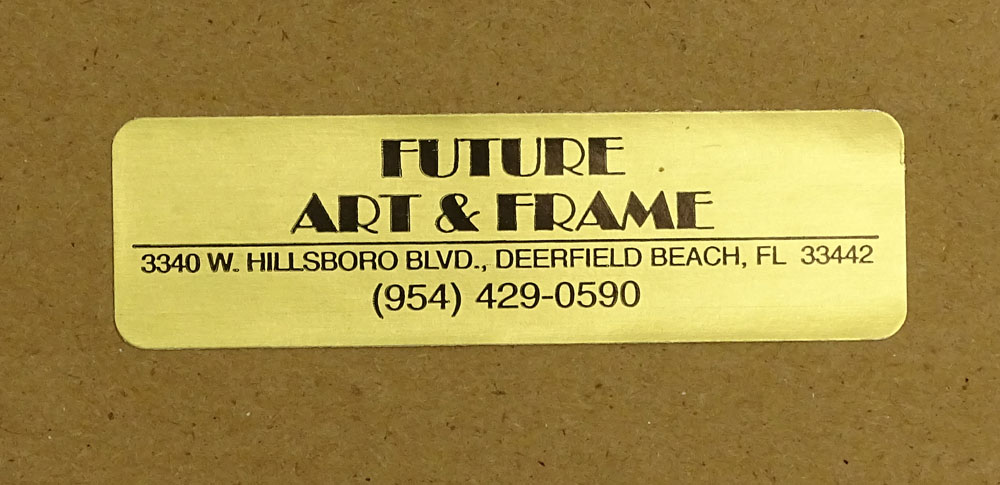 FUTURE
ART & FRAME
3340 W. HILLSBORO BLVD., DEERFIELD BEACH, FL 33442
(954) 429-0590